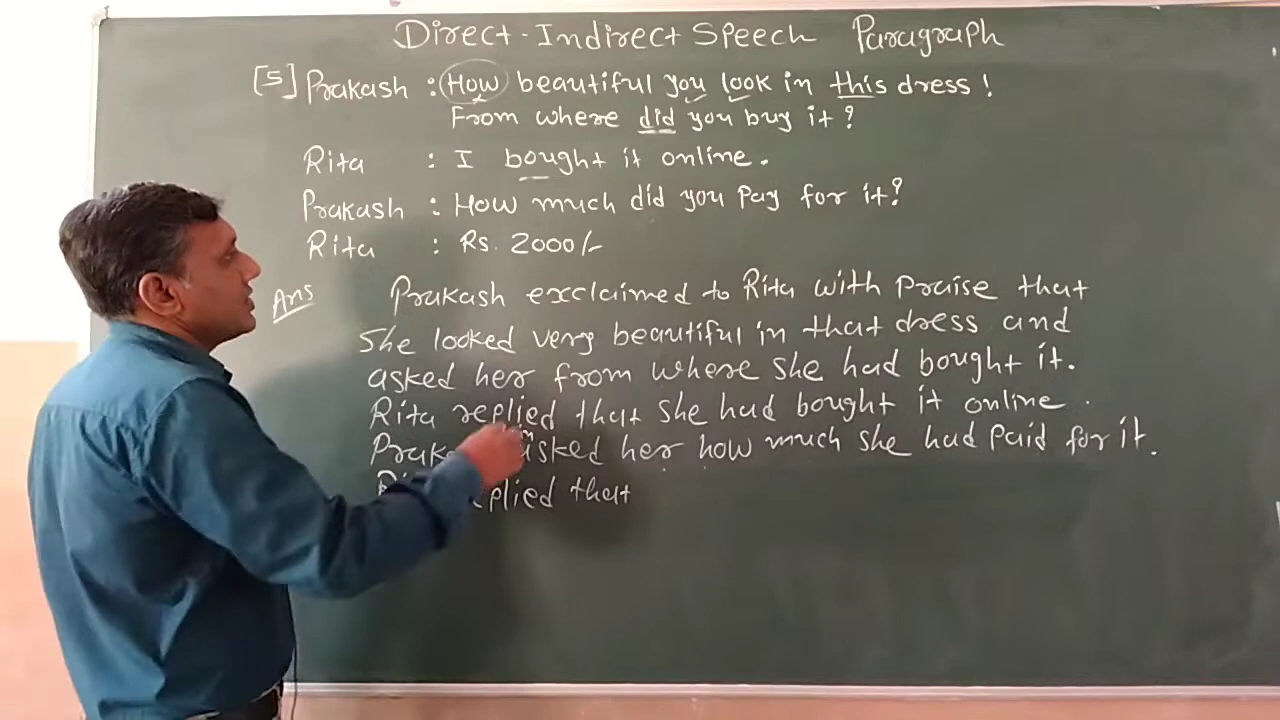 Direct-Indirect Speech Paragraph
[5] Prakash : How beautiful you look in this dress!
From where did you buy it?
Rita : I bought it online.
Prakash : How much did you pay for it?
Rita : Rs. 2000/-
Ans Prakash exclaimed to Rita with praise that
She looked very beautiful in that dress and
asked her from where she had bought it.
Rita replied that she had bought it online.
asked her how much she had paid for it.
that